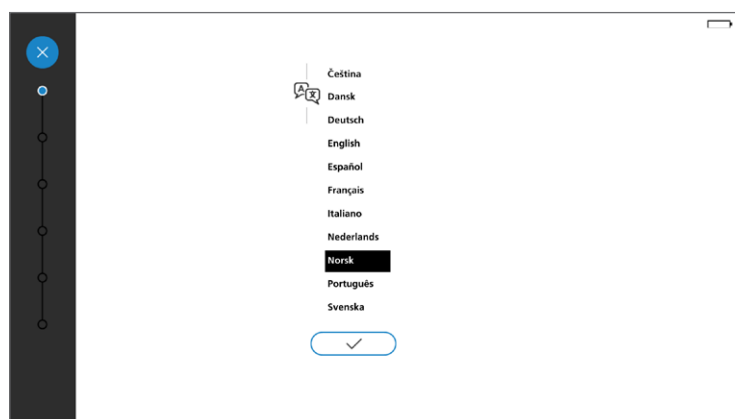 Čeština
Dansk
Deutsch
English
Español
Français
Italiano
Nederlands
Norsk
Português
Svenska